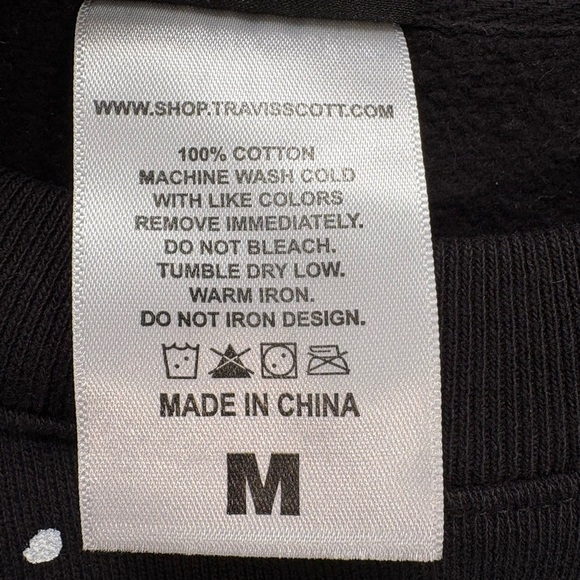 WWW.SHOP.TRAVISSCOTT.COM
100% COTTON
MACHINE WASH COLD
WITH LIKE COLORS
REMOVE IMMEDIATELY.
DO NOT BLEACH.
TUMBLE DRY LOW.
WARM IRON.
DO NOT IRON DESIGN.
MADE IN CHINA
M